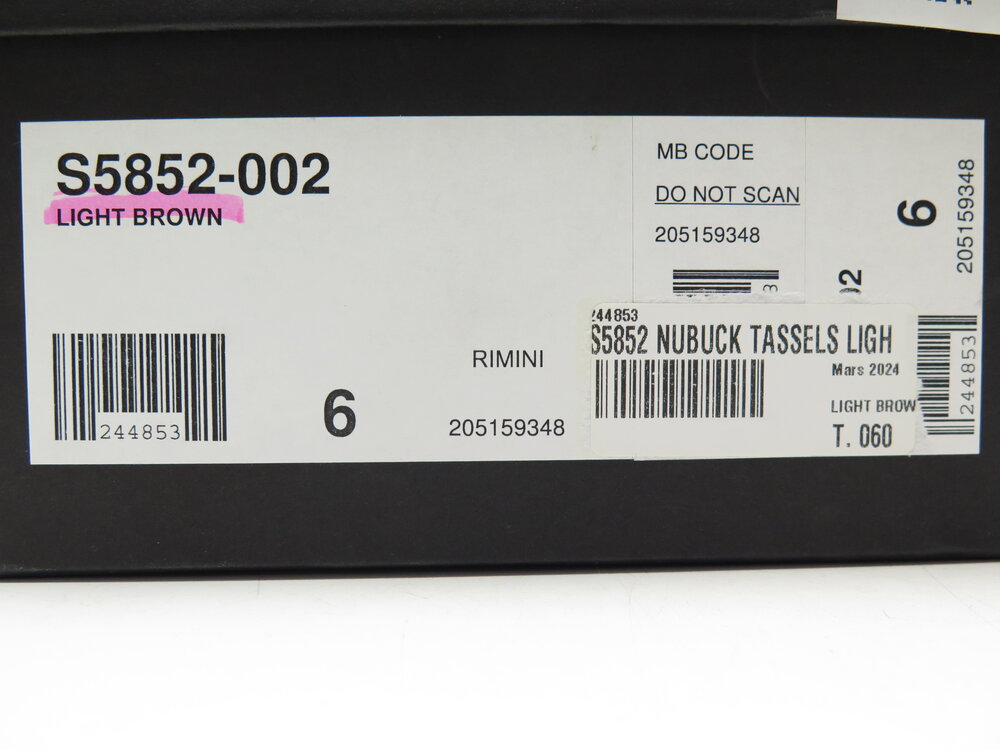 S5852-002
LIGHT BROWN
244853
6
RIMINI
205159348
MB CODE
DO NOT SCAN
205159348
6
205159348
244853
244853
S5852 NUBUCK TASSELS LIGH
Mars 2024
LIGHT BROW
T. 060